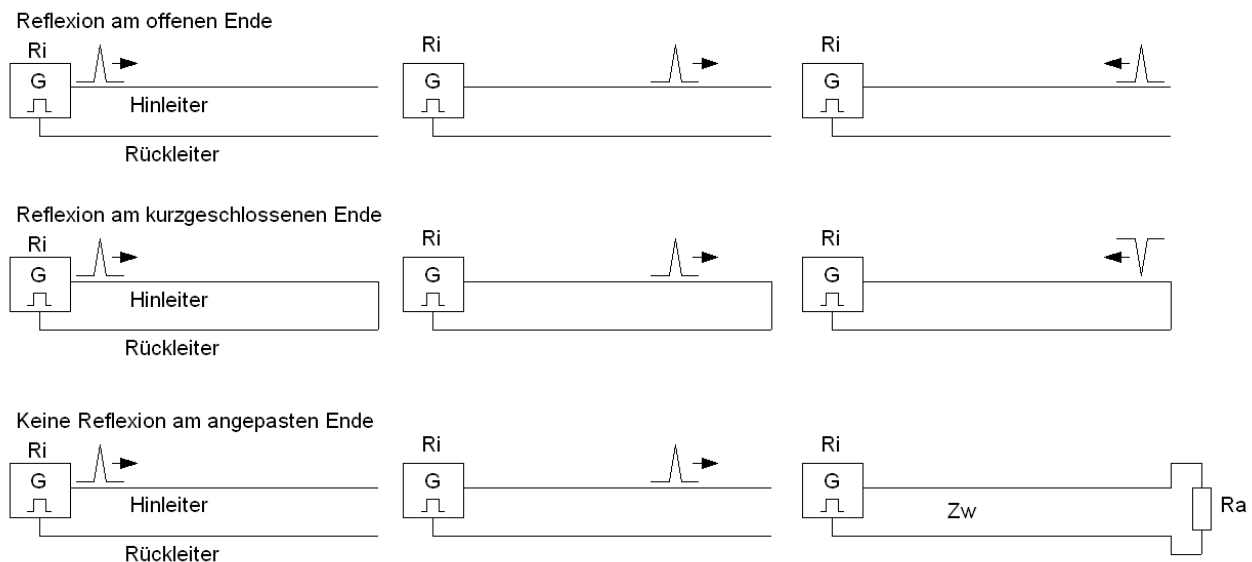 Reflexion am offenen Ende
Ri
G
Hinleiter
Rückleiter
Ri
G
Ri
G
Reflexion am kurzgeschlossenen Ende
Ri
G
Hinleiter
Rückleiter
Ri
G
Ri
G
Keine Reflexion am angepasten Ende
Ri
G
Hinleiter
Rückleiter
Ri
G
Ri
G
Zw
Ra